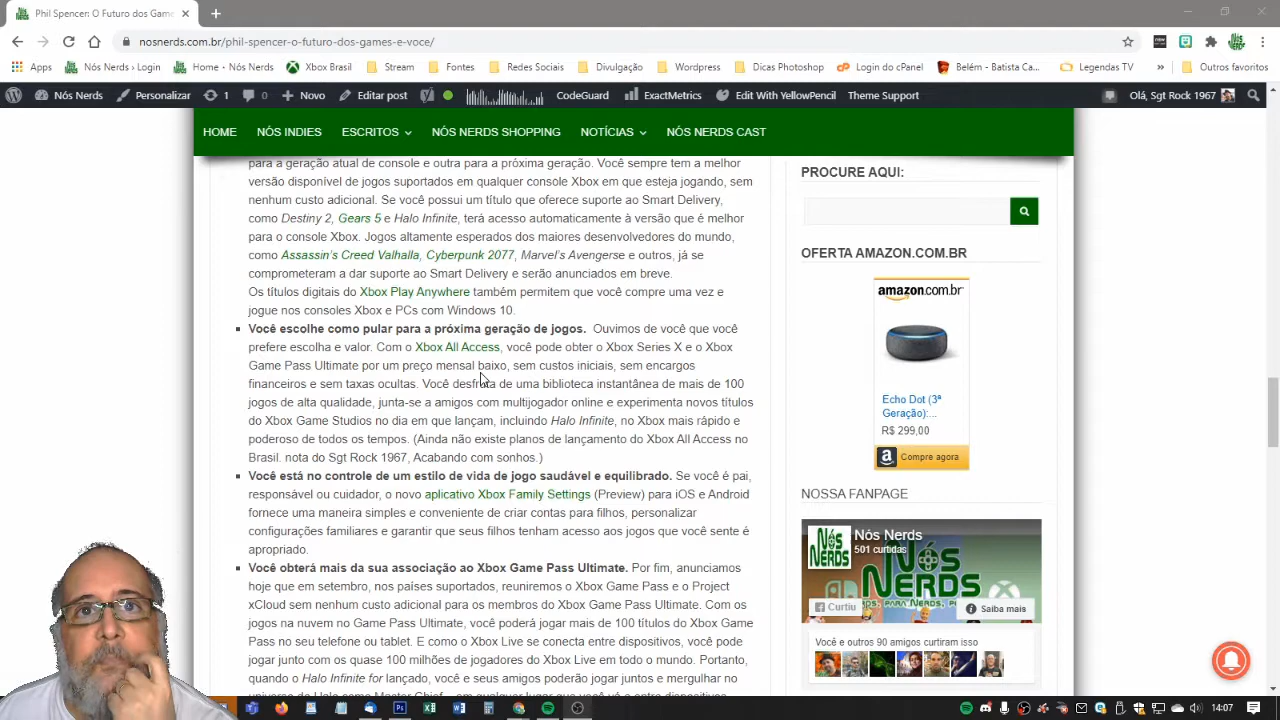 Phil Spencer: O Futuro dos Game
nosnerds.com.br/phil-spencer-o-futuro-dos-games-e-voce/
Apps Nós Nerds › Login Home · Nós Nerds Xbox Brasil Stream Fontes Redes Sociais Divulgação Wordpress Dicas Photoshop Login do cPanel Belém - Batista Ca... Legendas TV » Outros favoritos
Nós Nerds Personalizar 1 0 Novo Editar post CodeGuard ExactMetrics Edit With YellowPencil Theme Support Olá, Sgt Rock 1967
HOME NÓS INDIES ESCRITOS NÓS NERDS SHOPPING NOTÍCIAS NÓS NERDS CAST
para a geração atual de console e outra para a próxima geração. Você sempre tem a melhor
versão disponível de jogos suportados em qualquer console Xbox em que esteja jogando, sem
nenhum custo adicional. Se você possui um título que oferece suporte ao Smart Delivery,
como Destiny 2, Gears 5 e Halo Infinite, terá acesso automaticamente à versão que é melhor
para o console Xbox. Jogos altamente esperados dos maiores desenvolvedores do mundo,
como Assassin's Creed Valhalla, Cyberpunk 2077, Marvel's Avengerse e outros, já se
comprometeram a dar suporte ao Smart Delivery e serão anunciados em breve.
Os títulos digitais do Xbox Play Anywhere também permitem que você compre uma vez e
jogue nos consoles Xbox e PCs com Windows 10.
Você escolhe como pular para a próxima geração de jogos. Ouvimos de você que você
prefere escolha e valor. Com o Xbox All Access, você pode obter o Xbox Series X e o Xbox
Game Pass Ultimate por um preço mensal baixo, sem custos iniciais, sem encargos
financeiros e sem taxas ocultas. Você desfruta de uma biblioteca instantânea de mais de 100
jogos de alta qualidade, junta-se a amigos com multijogador online e experimenta novos títulos
do Xbox Game Studios no dia em que lançam, incluindo Halo Infinite, no Xbox mais rápido e
poderoso de todos os tempos. (Ainda não existe planos de lançamento do Xbox All Access no
Brasil. nota do Sgt Rock 1967, Acabando com sonhos.)
Você está no controle de um estilo de vida de jogo saudável e equilibrado. Se você é pai,
responsável ou cuidador, o novo aplicativo Xbox Family Settings (Preview) para iOS e Android
fornece uma maneira simples e conveniente de criar contas para filhos, personalizar
configurações familiares e garantir que seus filhos tenham acesso aos jogos que você sente é
apropriado.
Você obterá mais da sua associação ao Xbox Game Pass Ultimate. Por fim, anunciamos
hoje que em setembro, nos países suportados, reuniremos o Xbox Game Pass e o Project
xCloud sem nenhum custo adicional para os membros do Xbox Game Pass Ultimate. Com os
jogos na nuvem no Game Pass Ultimate, você poderá jogar mais de 100 títulos do Xbox Game
Pass no seu telefone ou tablet. E como o Xbox Live se conecta entre dispositivos, você pode
jogar junto com os quase 100 milhões de jogadores do Xbox Live em todo o mundo. Portanto,
quando o Halo Infinite for lançado, você e seus amigos poderão jogar juntos e mergulhar no
PROCURE AQUI:
OFERTA AMAZON.COM.BR
amazon.com.br
Echo Dot (3ª
Geração):...
R$ 299,00
Compre agora
NOSSA FANPAGE
Nós Nerds
501 curtidas
NÓS
NERDS
Curtiu
Saiba mais
Você e outros 90 amigos curtiram isso
14:07